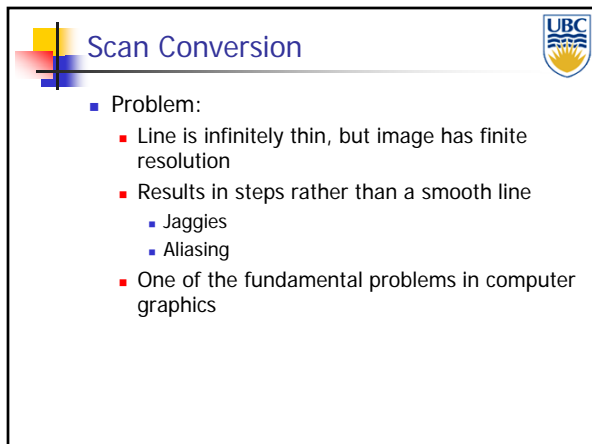 UBC
Scan Conversion
Problem:
Line is infinitely thin, but image has finite
resolution
Results in steps rather than a smooth line
Jaggies
Aliasing
One of the fundamental problems in computer
graphics